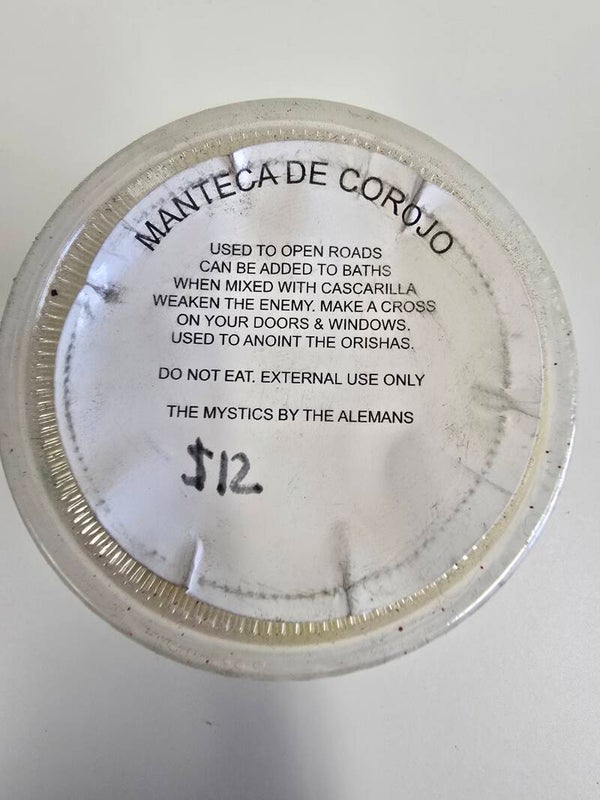 MANTECA DE COROJO
USED TO OPEN ROADS
CAN BE ADDED TO BATHS
WHEN MIXED WITH CASCARILLA
WEAKEN THE ENEMY. MAKE A CROSS
ON YOUR DOORS & WINDOWS.
USED TO ANOINT THE ORISHAS.
DO NOT EAT. EXTERNAL USE ONLY
THE MYSTICS BY THE ALEMANS
$12